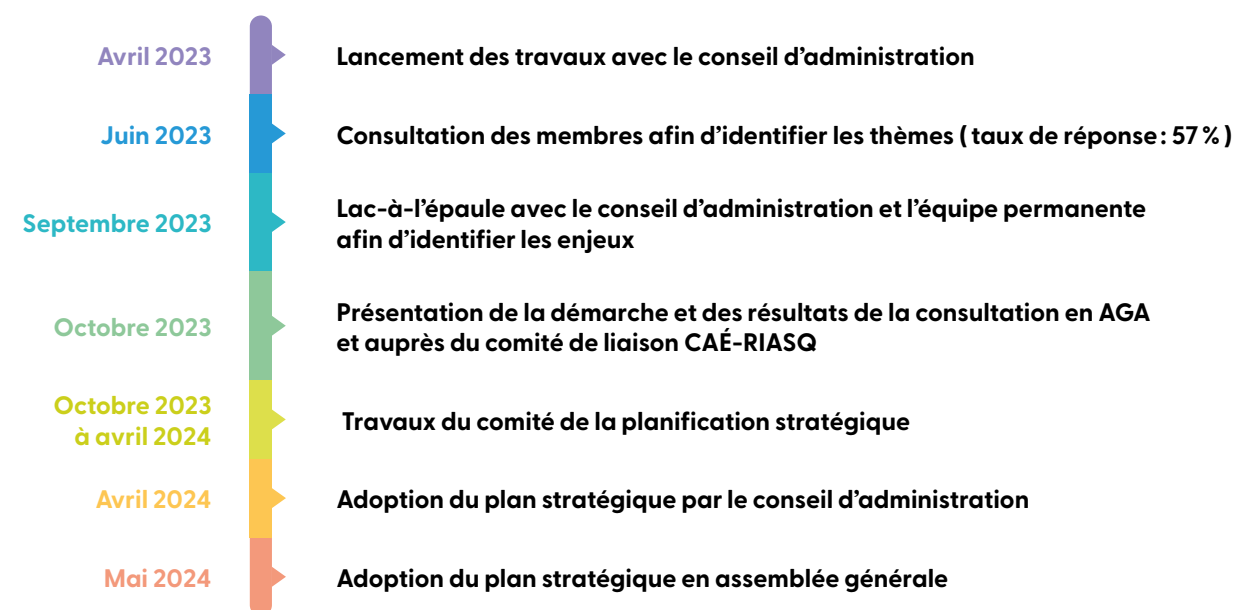 Avril 2023
Lancement des travaux avec le conseil d’administration
Juin 2023
Consultation des membres afin d’identifier les thèmes ( taux de réponse : 57 % )
Septembre 2023
Lac-à-l’épaule avec le conseil d’administration et l’équipe permanente
afin d’identifier les enjeux
Octobre 2023
Présentation de la démarche et des résultats de la consultation en AGA
et auprès du comité de liaison CAÉ-RIASQ
Octobre 2023
à avril 2024
Travaux du comité de la planification stratégique
Avril 2024
Adoption du plan stratégique par le conseil d’administration
Mai 2024
Adoption du plan stratégique en assemblée générale